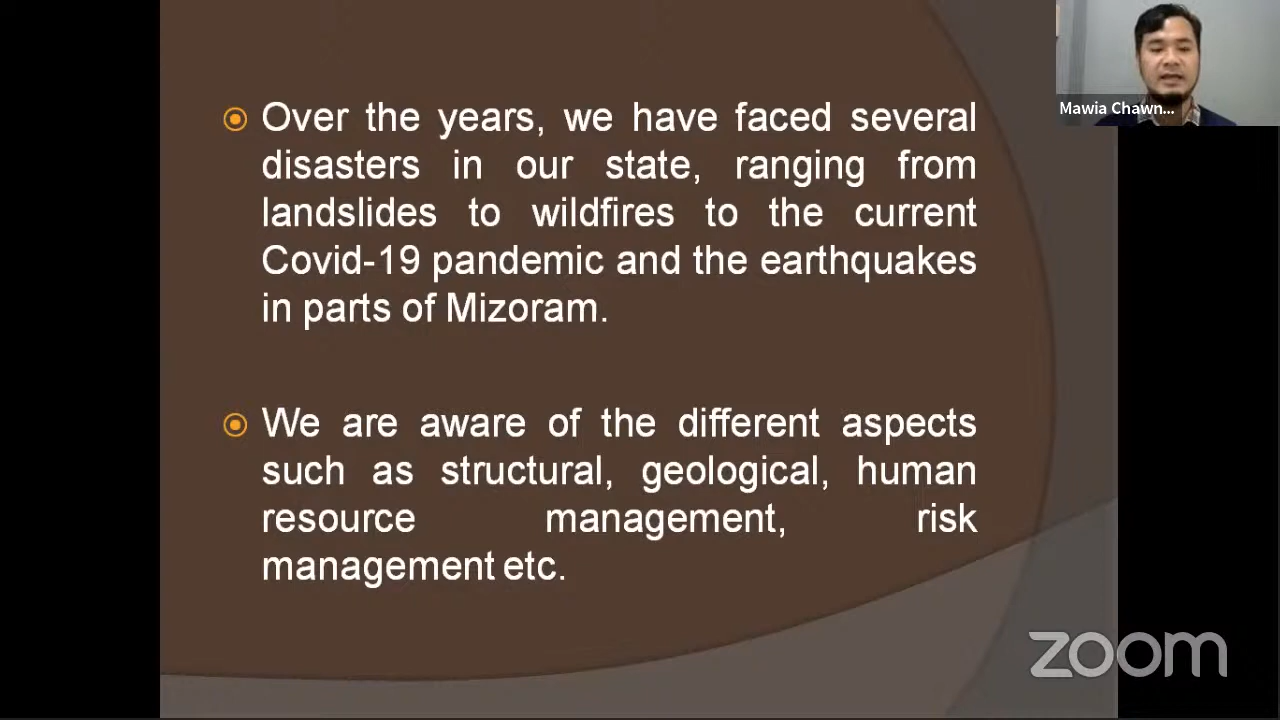 Over the years, we have faced several
disasters in our state, ranging from
landslides to wildfires to the current
Covid-19 pandemic and the earthquakes
in parts of Mizoram.
We are aware of the different aspects
such as structural, geological, human
resource management, risk
management etc.
Mawia Chawn...
zoom